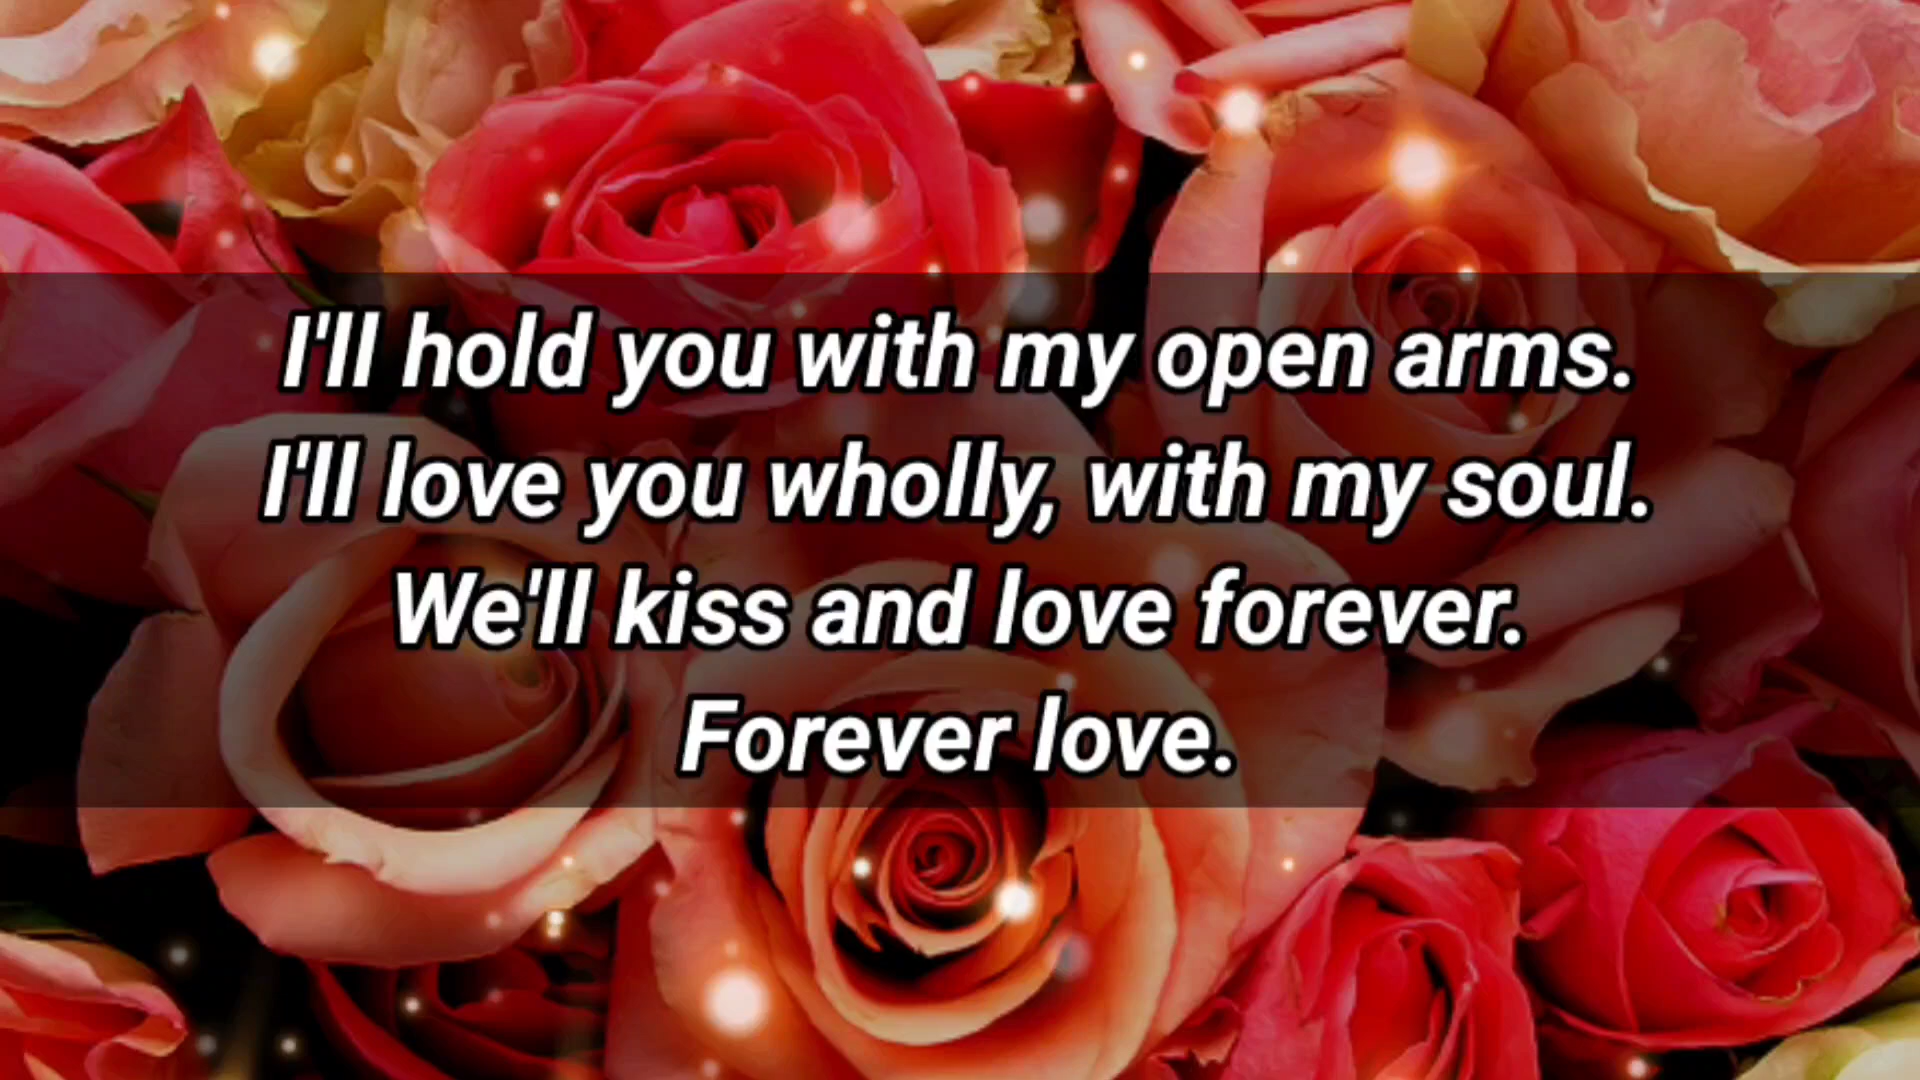 I'll hold you with my open arms.
I'll love you wholly, with my soul.
We'll kiss and love forever.
Forever love.